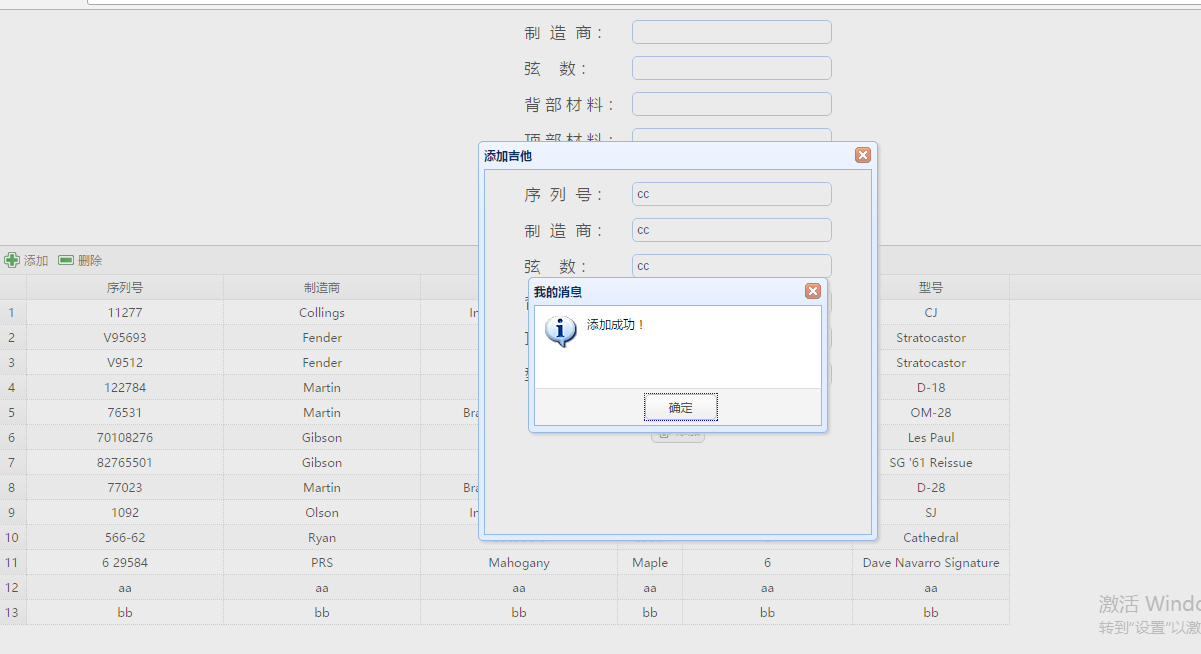 制 造 商：
弦 数：
背 部 材 料：
顶 部 材 料：
添加吉他
序 列 号： cc
制 造 商： cc
弦 数： cc
我的消息
添加成功！
确定
添加 删除
序列号 制造商 型号
1 11277 Collings In CJ
2 V95693 Fender Stratocastor
3 V9512 Fender Stratocastor
4 122784 Martin D-18
5 76531 Martin Bra OM-28
6 70108276 Gibson Les Paul
7 82765501 Gibson SG '61 Reissue
8 77023 Martin Bra D-28
9 1092 Olson In SJ
10 566-62 Ryan Cathedral
11 6 29584 PRS Mahogany Maple 6 Dave Navarro Signature
12 aa aa aa aa aa aa
13 bb bb bb bb bb bb
激活 Windo
转到"设置"以激